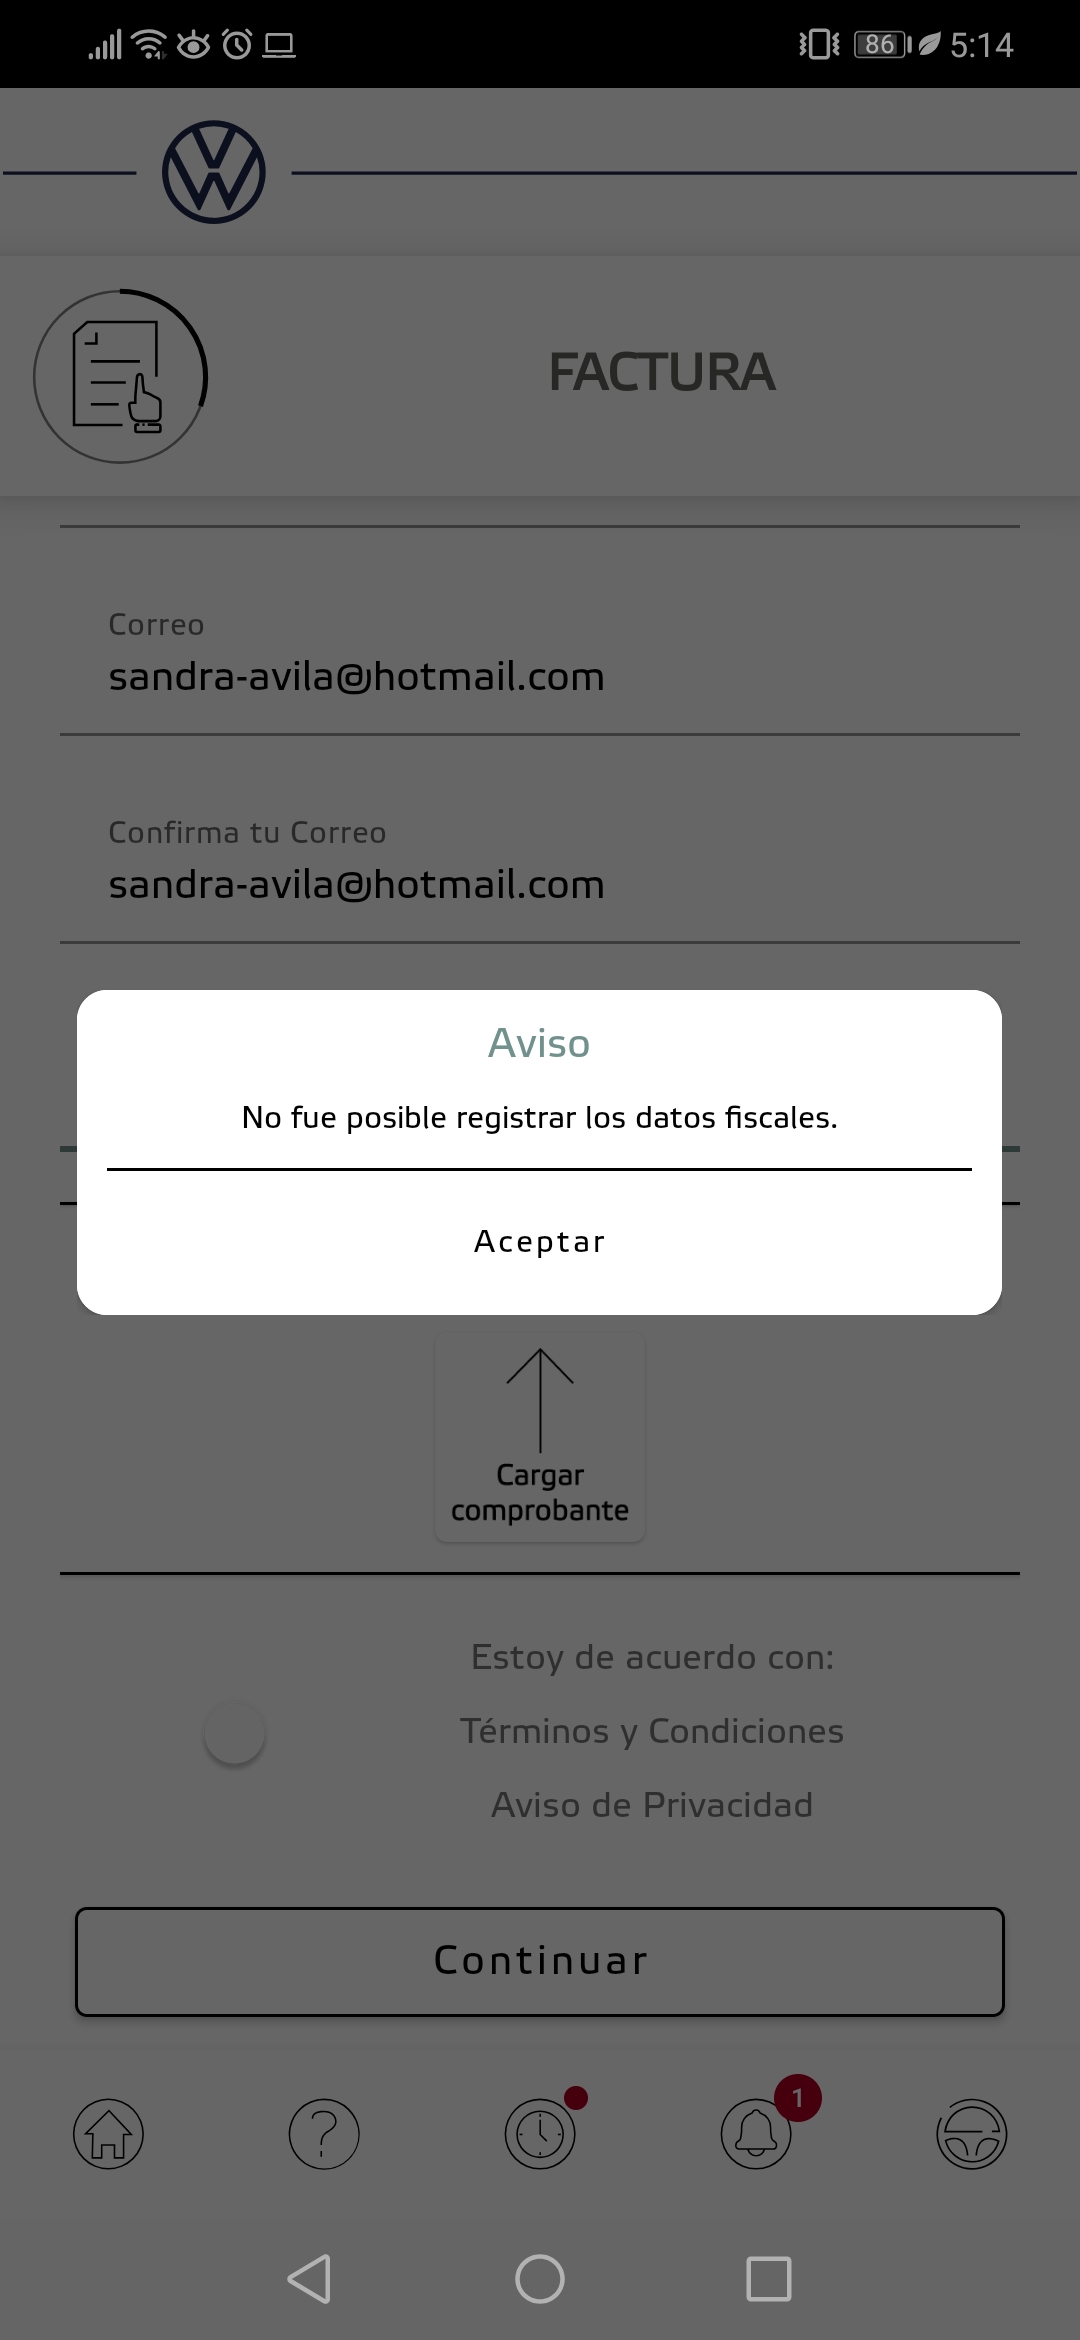 86 5:14
FACTURA
Correo
sandra-avila@hotmail.com
Confirma tu Correo
sandra-avila@hotmail.com
Aviso
No fue posible registrar los datos fiscales.
Aceptar
Cargar
comprobante
Estoy de acuerdo con:
Términos y Condiciones
Aviso de Privacidad
Continuar
1